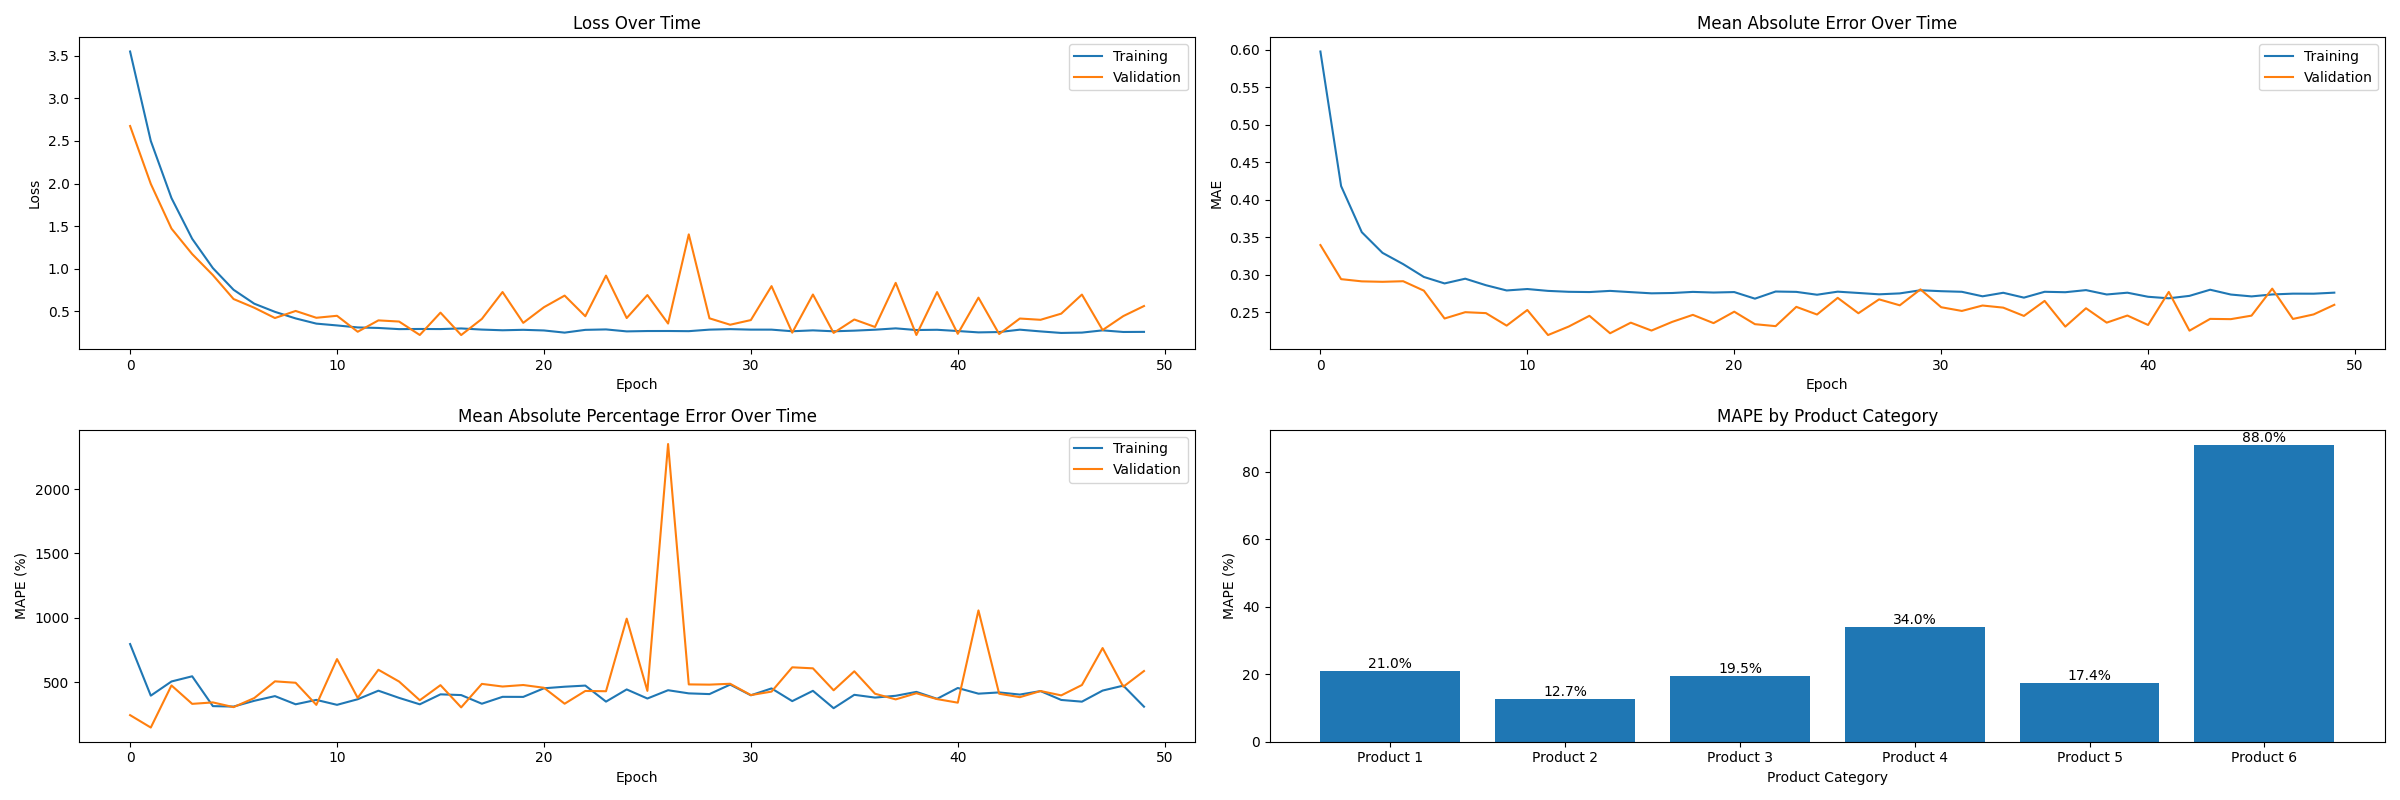 Loss Over Time
3.5
3.0
2.5
2.0
1.5
1.0
0.5
Loss
0 10 20 30 40 50
Epoch
Training
Validation
Mean Absolute Error Over Time
0.60
0.55
0.50
0.45
0.40
0.35
0.30
0.25
MAE
0 10 20 30 40 50
Epoch
Training
Validation
Mean Absolute Percentage Error Over Time
2000
1500
1000
500
MAPE (%)
0 10 20 30 40 50
Epoch
Training
Validation
MAPE by Product Category
80
60
40
20
0
MAPE (%)
21.0% 12.7% 19.5% 34.0% 17.4% 88.0%
Product 1 Product 2 Product 3 Product 4 Product 5 Product 6
Product Category